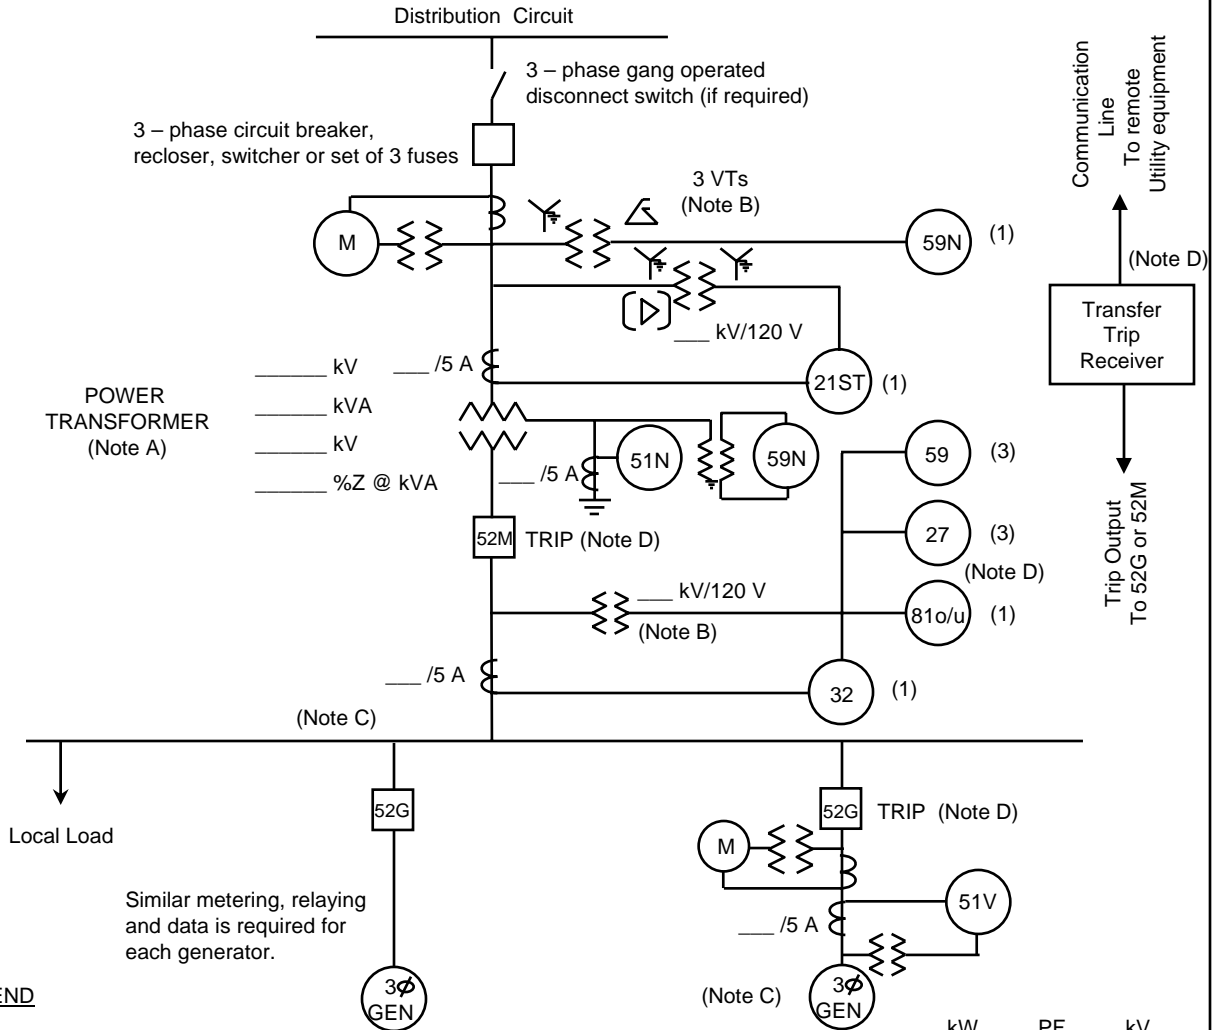 Distribution Circuit
3 – phase gang operated
disconnect switch (if required)
3 – phase circuit breaker,
recloser, switcher or set of 3 fuses
Communication
Line
To remote
Utility equipment
3 VTs
(Note B)
M
59N
(1)
(Note D)
Transfer
Trip
Receiver
___ kV/120 V
______ kV
___ /5 A
21ST
(1)
POWER
TRANSFORMER
(Note A)
______ kVA
______ kV
______ %Z @ kVA
___ /5 A
51N
59N
59
(3)
52M
TRIP (Note D)
27
(3)
(Note D)
Trip Output
To 52G or 52M
___ kV/120 V
(Note B)
81o/u
(1)
___ /5 A
32
(1)
(Note C)
52G
52G
TRIP (Note D)
Local Load
M
Similar metering, relaying
and data is required for
each generator.
51V
___ /5 A
END
3ϕ
GEN
(Note C)
3ϕ
GEN
kW
PF
kV